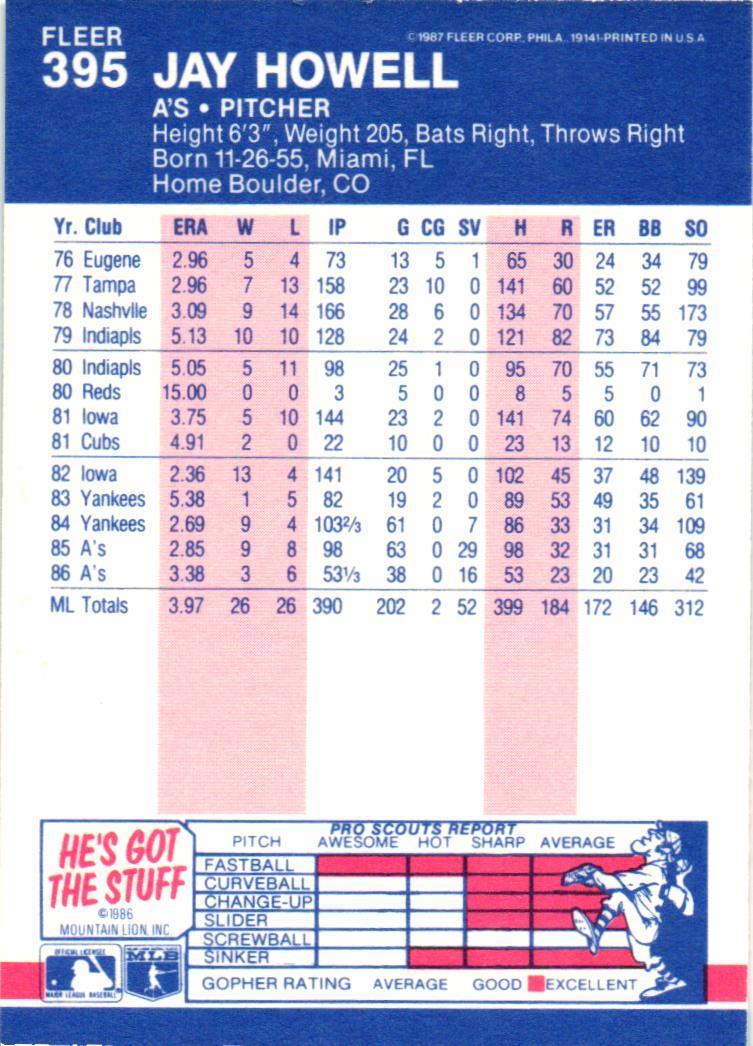 FLEER
©1987 FLEER CORP. PHILA. 19141-PRINTED IN U.S.A
395 JAY HOWELL
A'S • PITCHER
Height 6'3", Weight 205, Bats Right, Throws Right
Born 11-26-55, Miami, FL
Home Boulder, CO
Yr. Club ERA W L IP G CG SV H R ER BB SO
76 Eugene 2.96 5 4 73 13 5 1 65 30 24 34 79
77 Tampa 2.96 7 13 158 23 10 0 141 60 52 52 99
78 Nashvlle 3.09 9 14 166 28 6 0 134 70 57 55 173
79 Indiapls 5.13 10 10 128 24 2 0 121 82 73 84 79
80 Indiapls 5.05 5 11 98 25 1 0 95 70 55 71 73
80 Reds 15.00 0 0 3 5 0 0 8 5 5 0 1
81 Iowa 3.75 5 10 144 23 2 0 141 74 60 62 90
81 Cubs 4.91 2 0 22 10 0 0 23 13 12 10 10
82 Iowa 2.36 13 4 141 20 5 0 102 45 37 48 139
83 Yankees 5.38 1 5 82 19 2 0 89 53 49 35 61
84 Yankees 2.69 9 4 103⅔ 61 0 7 86 33 31 34 109
85 A's 2.85 9 8 98 63 0 29 98 32 31 31 68
86 A's 3.38 3 6 53⅓ 38 0 16 53 23 20 23 42
ML Totals 3.97 26 26 390 202 2 52 399 184 172 146 312
HE'S GOT
THE STUFF
©1986
MOUNTAIN LION, INC.
PRO SCOUTS REPORT
PITCH AWESOME HOT SHARP AVERAGE
FASTBALL
CURVEBALL
CHANGE-UP
SLIDER
SCREWBALL
SINKER
GOPHER RATING AVERAGE GOOD EXCELLENT
OFFICIAL LICENSEE
MAJOR LEAGUE BASEBALL
MLB